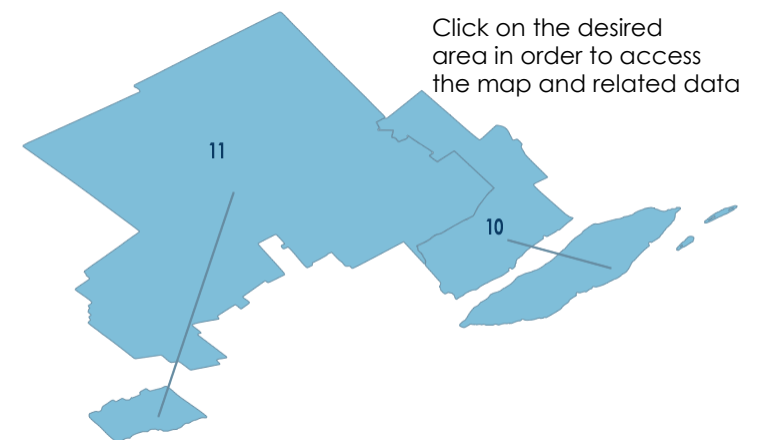 Click on the desired
area in order to access
the map and related data
11
10